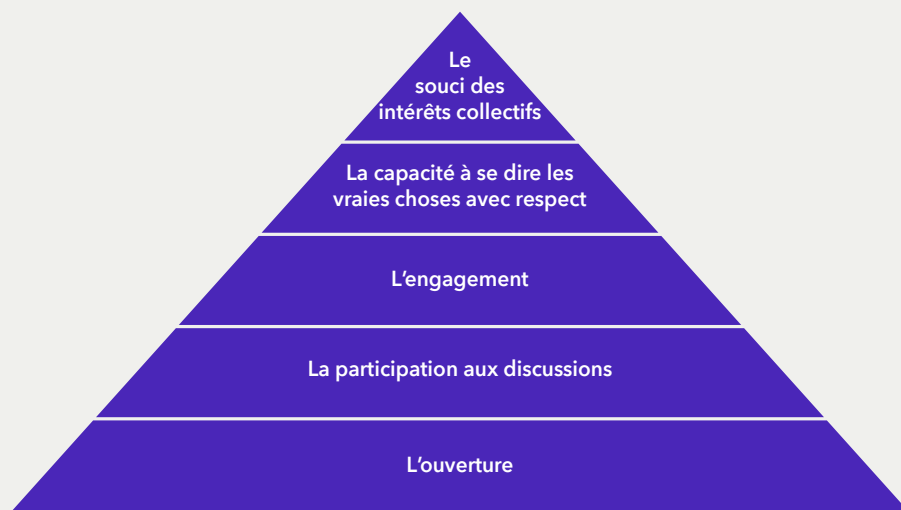 Le
souci des
intérêts collectifs
La capacité à se dire les
vraies choses avec respect
L’engagement
La participation aux discussions
L’ouverture